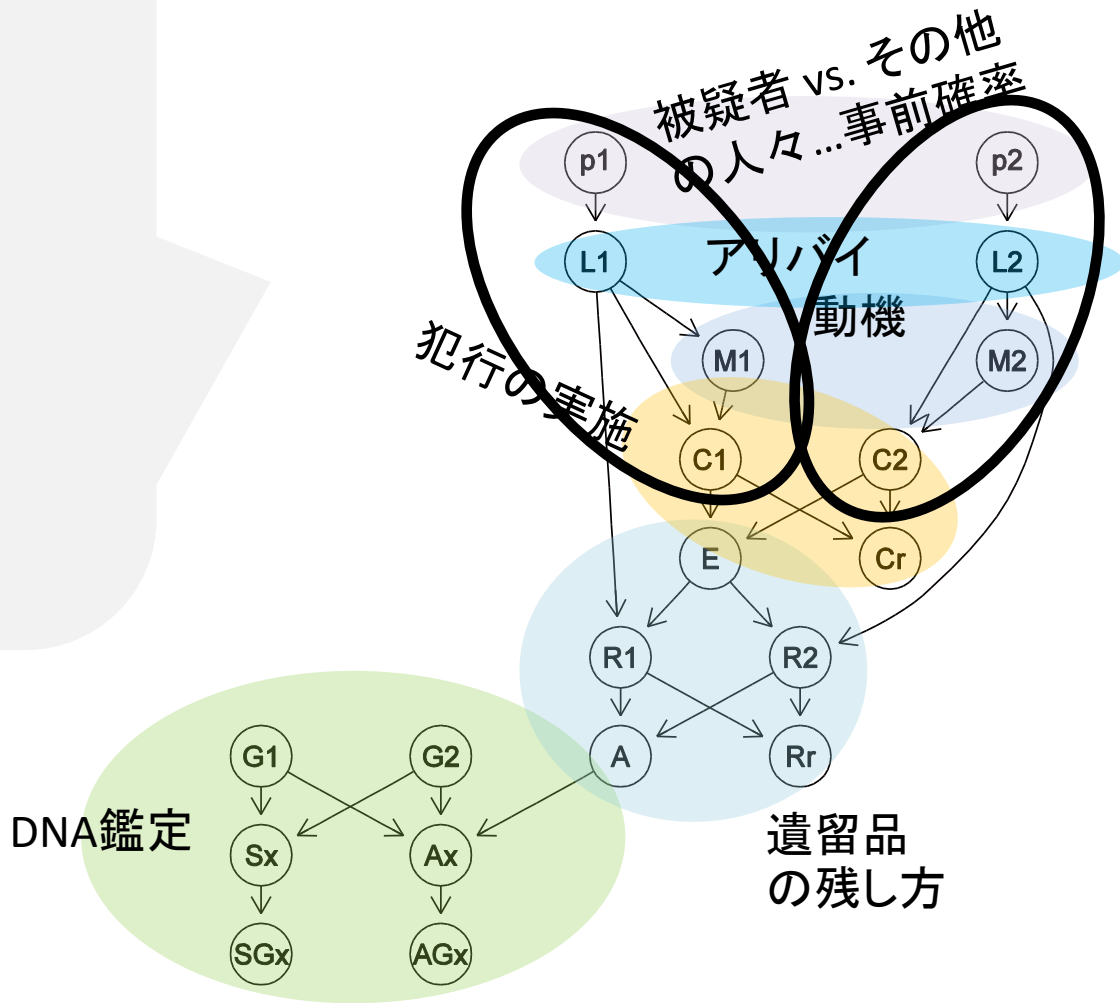 被疑者 vs. その他
の人々…事前確率
p1
p2
L1
アリバイ
L2
動機
犯行の実施
M1
M2
C1
C2
E
Cr
R1
R2
G1
G2
A
Rr
DNA鑑定
Sx
Ax
遺留品
の残し方
SGx
AGx